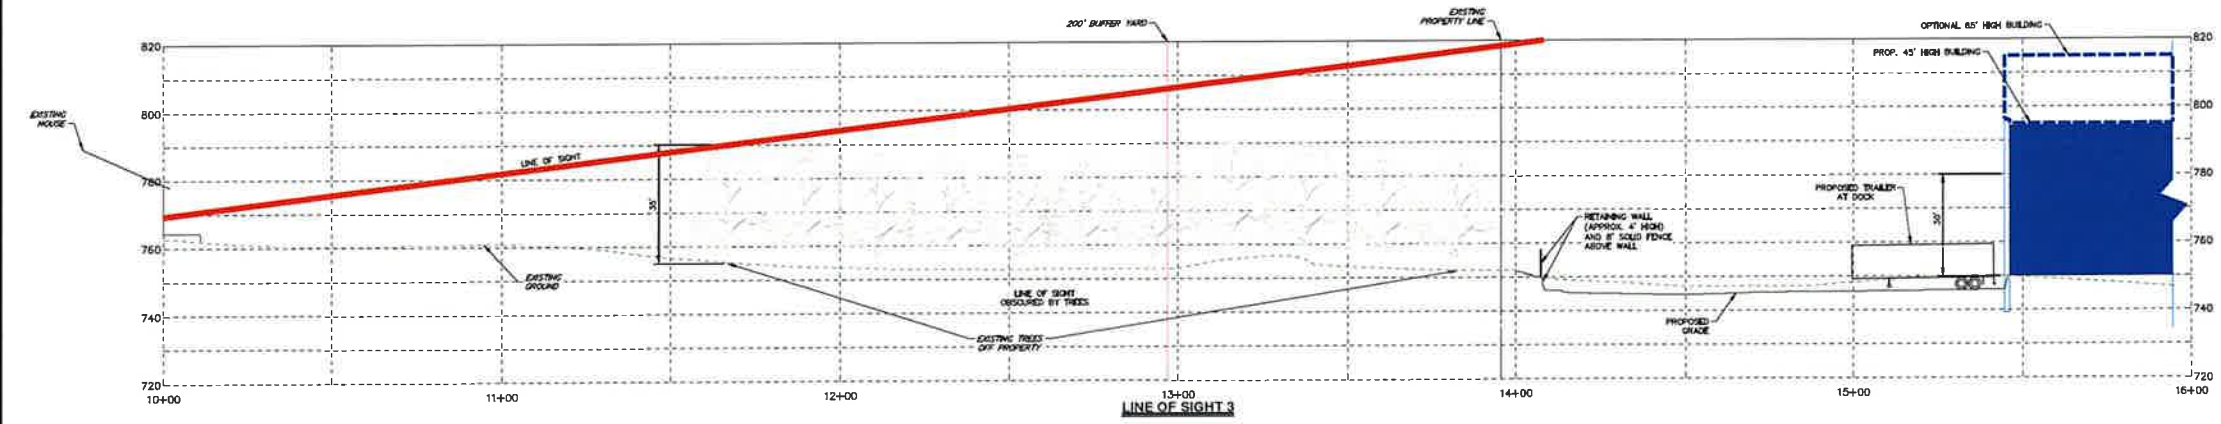 200' BUFFER YARD
EXISTING
PROPERTY LINE
OPTIONAL 65' HIGH BUILDING
PROP. 45' HIGH BUILDING
820
820
800
800
780
780
760
760
740
740
720
720
EXISTING
HOUSE
LINE OF SIGHT
35'
EXISTING
GROUND
LINE OF SIGHT
OBSCURED BY TREES
EXISTING TREES
OFF PROPERTY
RETAINING WALL
(APPROX. 4' HIGH)
AND 8' SOLID FENCE
ABOVE WALL
PROPOSED TRAILER
AT DOCK
30'
PROPOSED
GRADE
10+00
11+00
12+00
13+00
14+00
15+00
16+00
LINE OF SIGHT 3